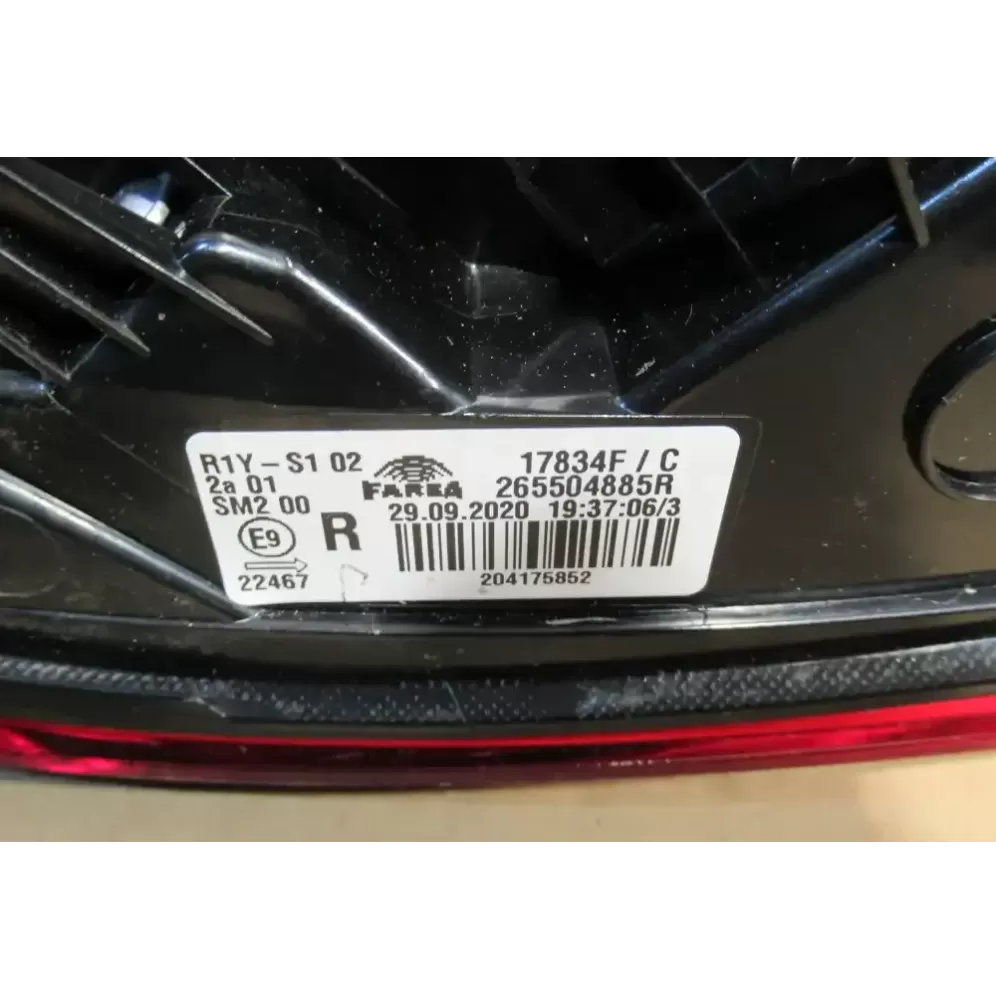 R1Y-S1 02
2a 01
SM2 00
E9
22467
R
FARBA
17834F / C
265504885R
29.09.2020 19:37:06/3
204175852